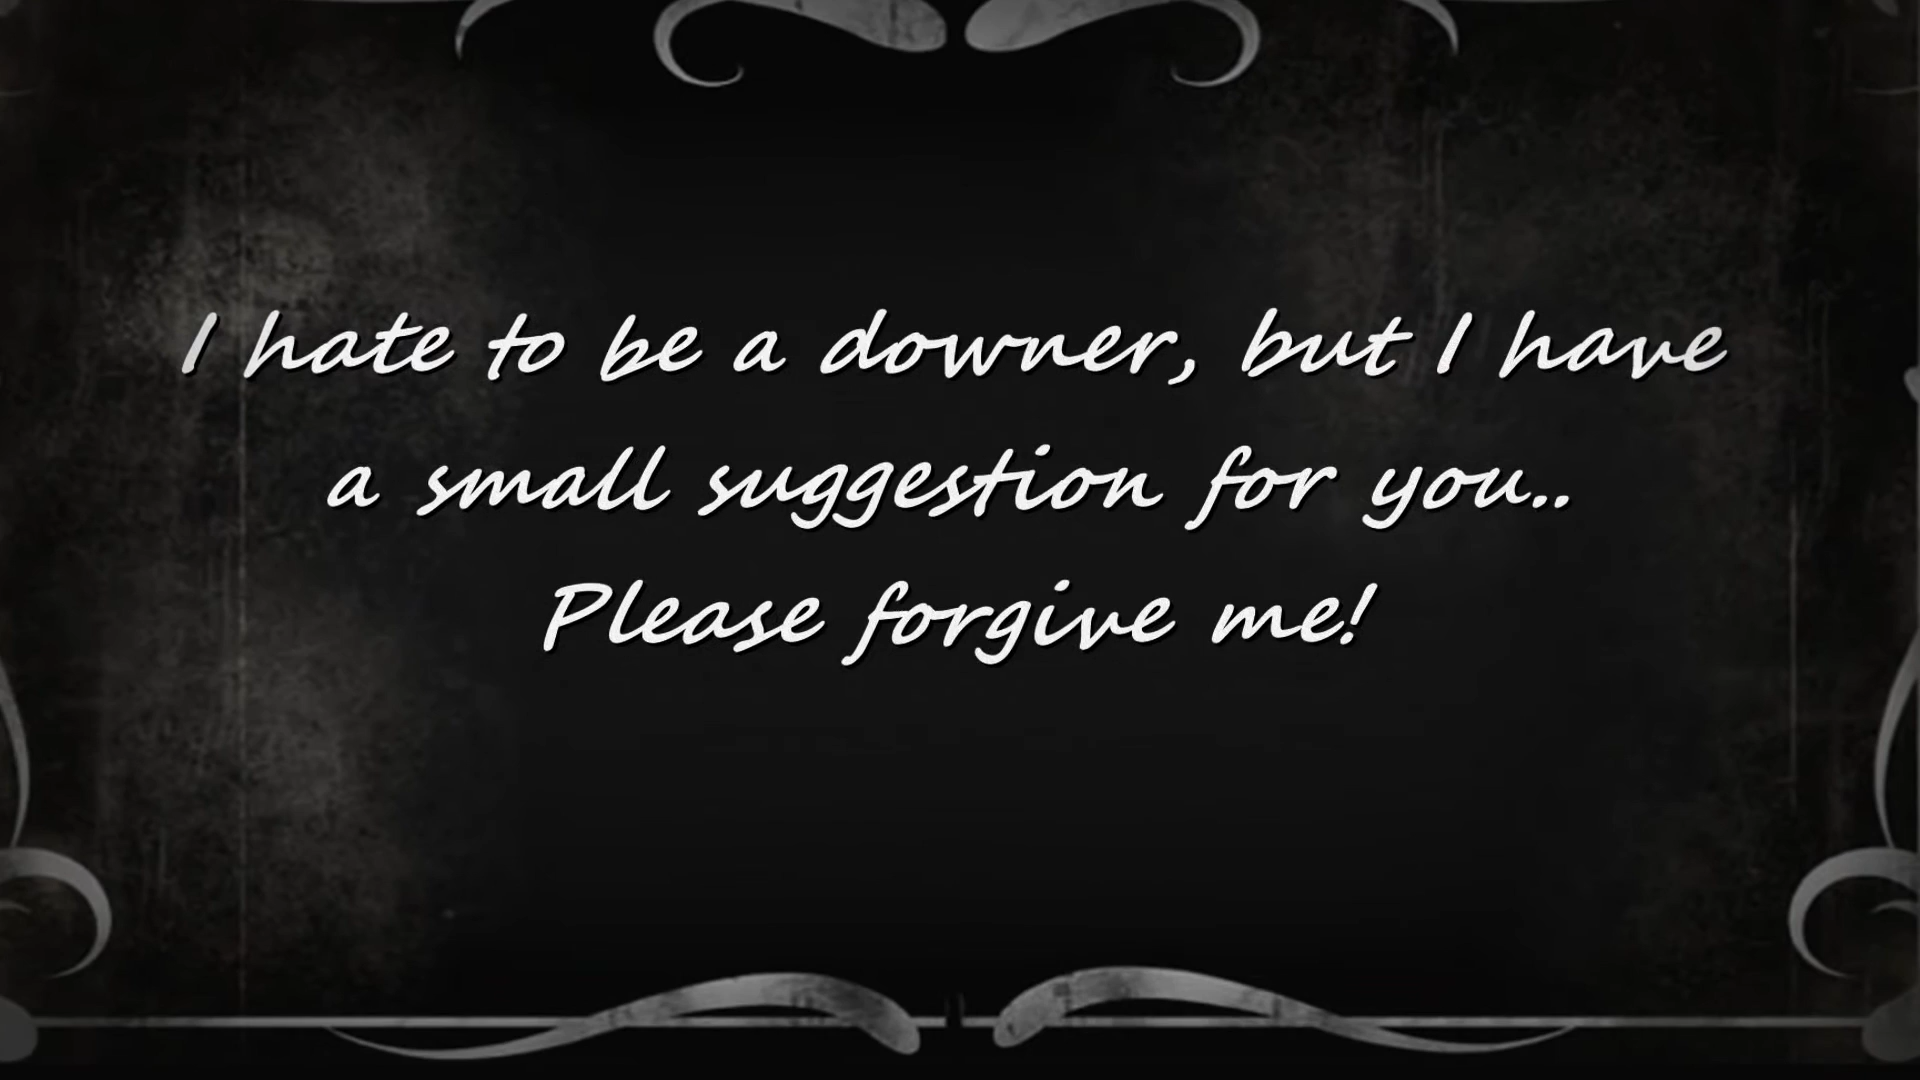 I hate to be a downer, but I have
a small suggestion for you..
Please forgive me!